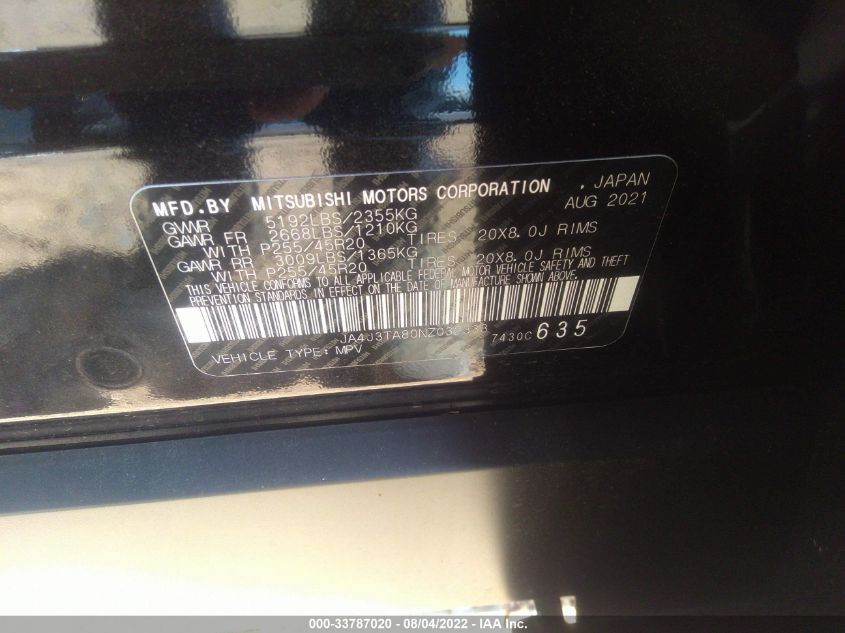 MFD.BY MITSUBISHI MOTORS CORPORATION , JAPAN
AUG 2021
GVWR 5192LBS/2355KG
GAWR FR 2668LBS/1210KG
WITH P255/45R20 TIRES, 20X8.0J RIMS
GAWR RR 3009LBS/1365KG
WITH P255/45R20 TIRES, 20X8.0J RIMS
THIS VEHICLE CONFORMS TO ALL APPLICABLE FEDERAL MOTOR VEHICLE SAFETY AND THEFT
PREVENTION STANDARDS IN EFFECT ON THE DATE OF MANUFACTURE SHOWN ABOVE.
7430C 635
VEHICLE TYPE: MPV
000-33787020 - 08/04/2022 - IAA Inc.